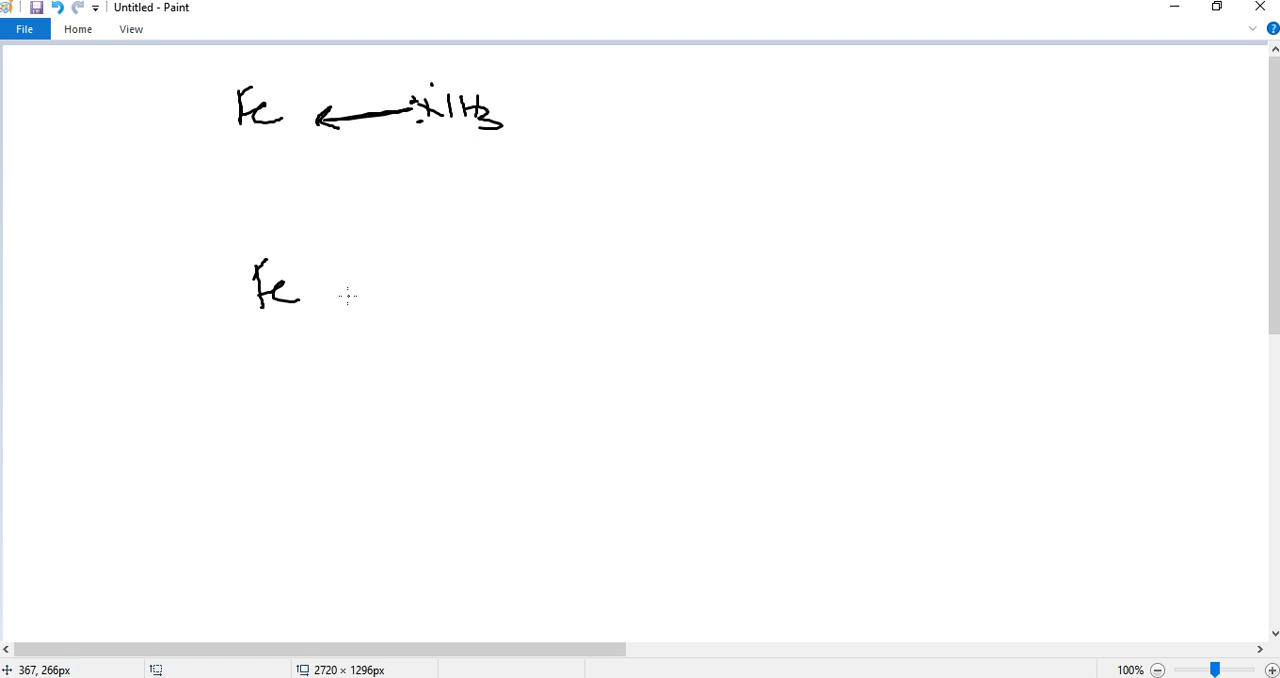 Untitled - Paint
File Home View
Fe ← :NH3
Fe
367, 266px 2720 × 1296px 100%